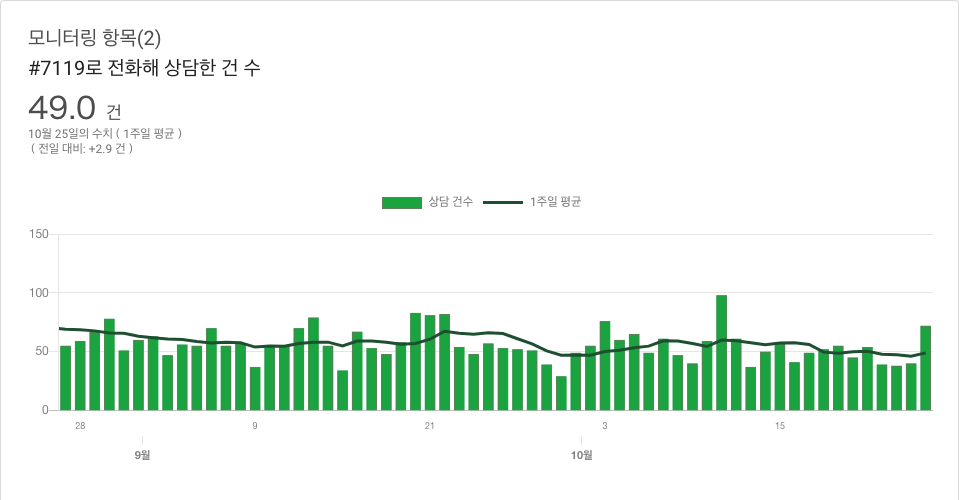 모니터링 항목(2)
#7119로 전화해 상담한 건 수
49.0 건
10월 25일의 수치 ( 1주일 평균 )
( 전일 대비: +2.9 건 )
상담 건수 1주일 평균
150
100
50
0
28 9 21 3 15
9월 10월